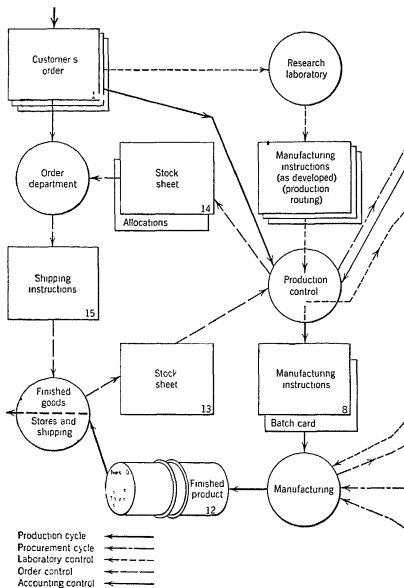 Customer's
order
1
Research
laboratory
Order
department
Stock
sheet
14
Allocations
Manufacturing
instructions
(as developed)
(production
routing)
Shipping
instructions
15
Production
control
Stock
sheet
13
Manufacturing
instructions
8
Batch card
Finished
goods
Stores and
shipping
Finished
product
12
Manufacturing
Production cycle
Procurement cycle
Laboratory control
Order control
Accounting control